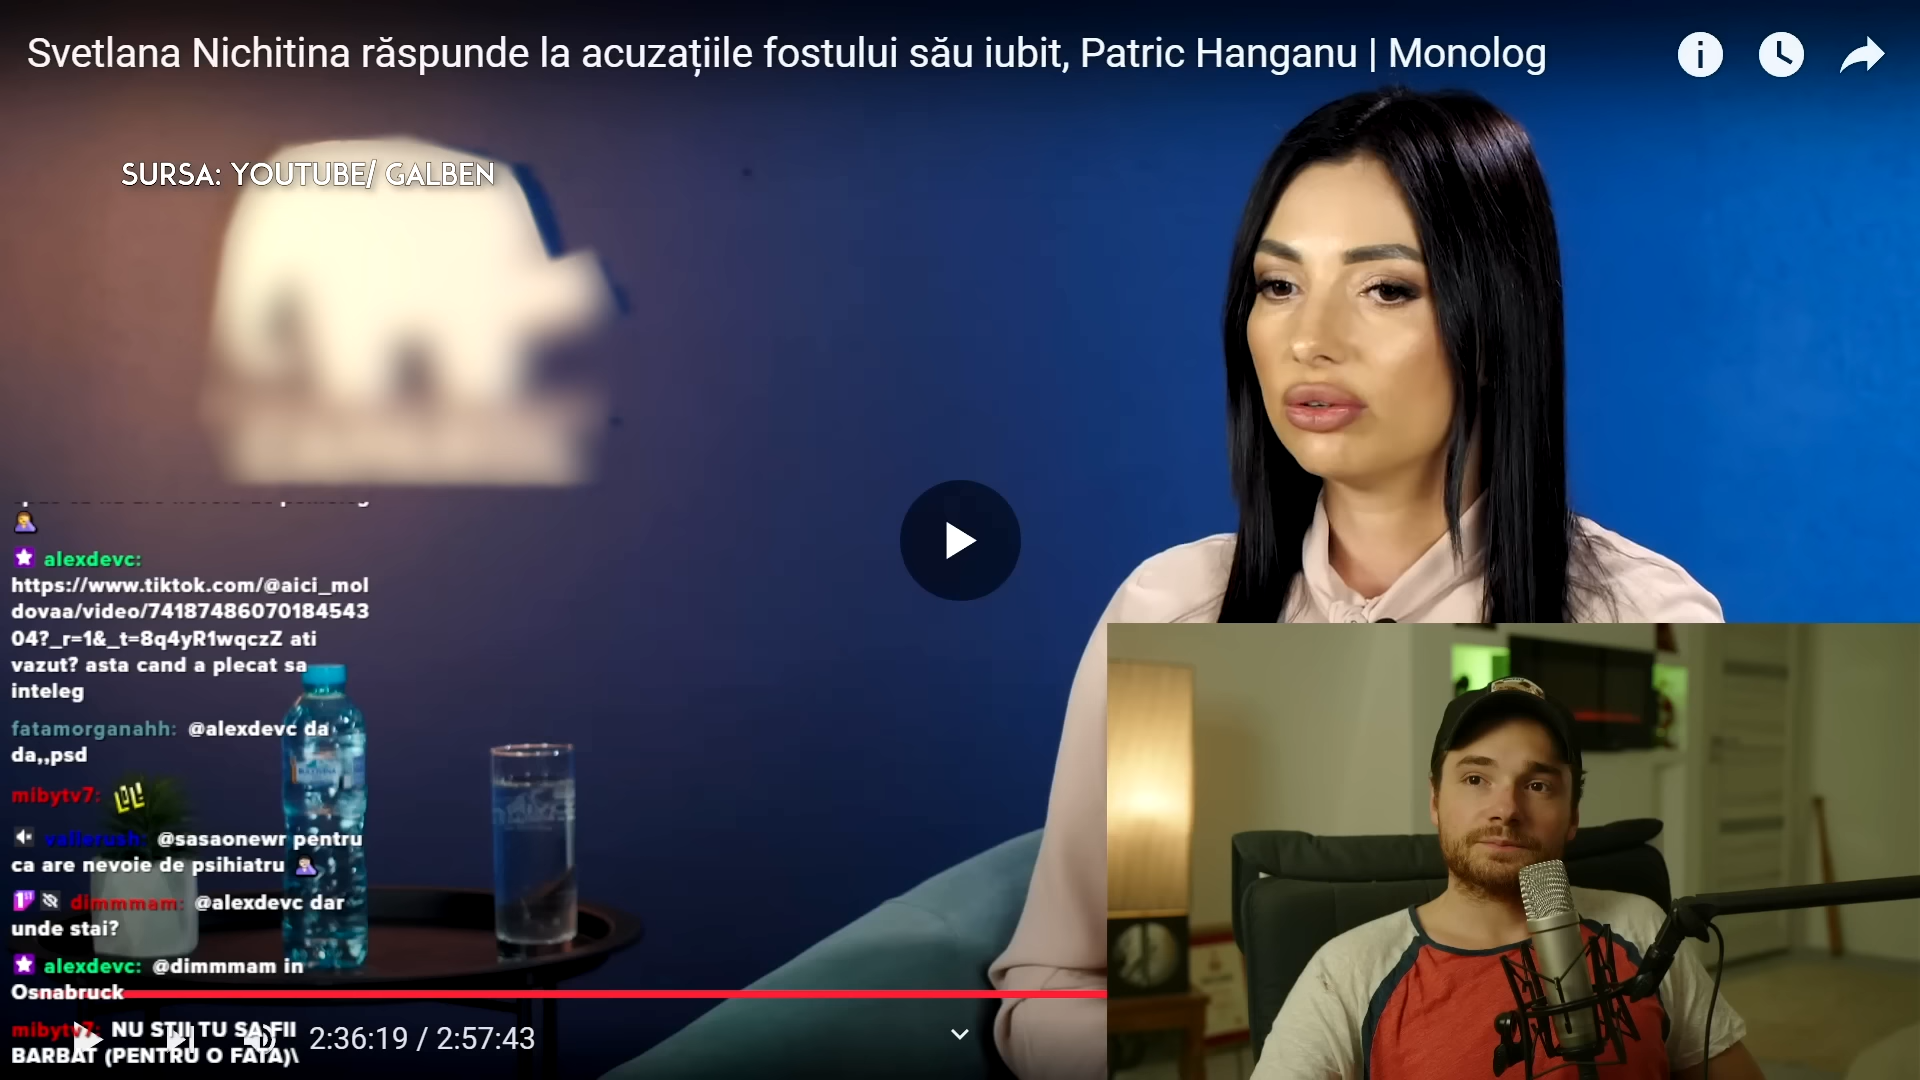 Svetlana Nichitina răspunde la acuzațiile fostului său iubit, Patric Hanganu | Monolog
SURSA: YOUTUBE/ GALBEN
alexdevc:
https://www.tiktok.com/@aici_mol
dovaa/video/74187486070184543
04?_r=1&_t=8q4yR1wqczZ ati
vazut? asta cand a plecat sa
inteleg
fatamorganahh: @alexdevc da
da,,psd
mibytv7:
@sasaonewr pentru
ca are nevoie de psihiatru
dimmmam: @alexdevc dar
unde stai?
alexdevc: @dimmmam in
Osnabruck
mibytv7: NU STII TU SA FII
BARBAT (PENTRU O FATA)\
2:36:19 / 2:57:43